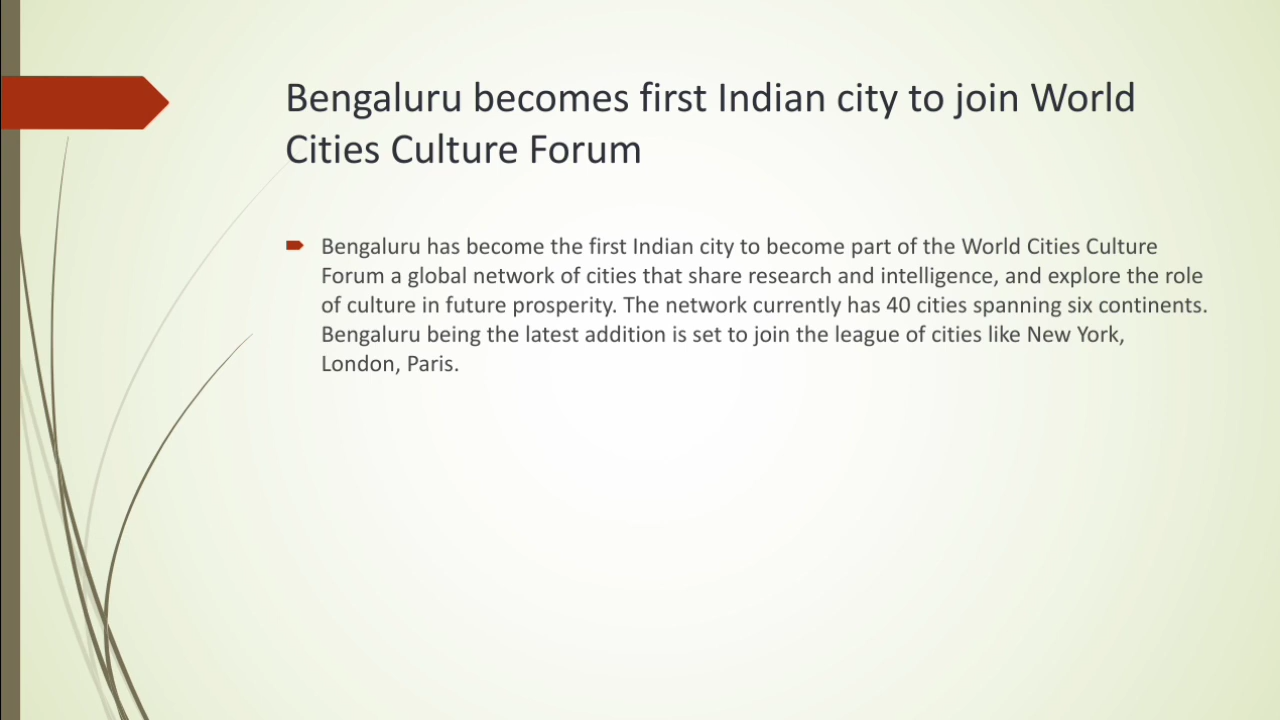 Bengaluru becomes first Indian city to join World
Cities Culture Forum
Bengaluru has become the first Indian city to become part of the World Cities Culture
Forum a global network of cities that share research and intelligence, and explore the role
of culture in future prosperity. The network currently has 40 cities spanning six continents.
Bengaluru being the latest addition is set to join the league of cities like New York,
London, Paris.